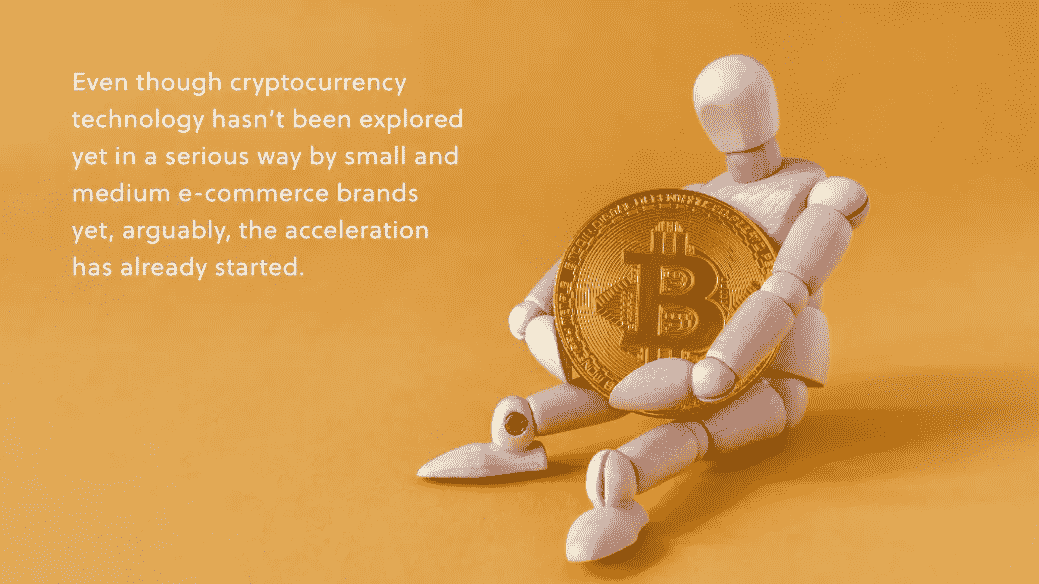 Even though cryptocurrency
technology hasn't been explored
yet in a serious way by small and
medium e-commerce brands
yet, arguably, the acceleration
has already started.